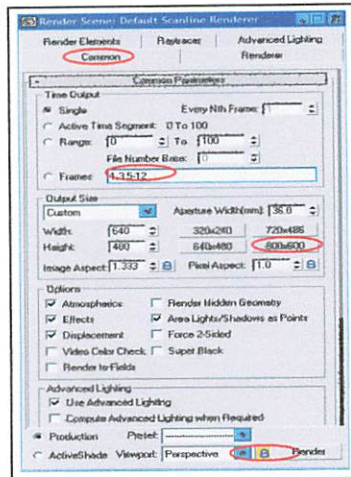 Render Scene: Default Scanline Renderer
Render Elements Raytracer Advanced Lighting
Common Renderer
- Common Parameters
Time Output
Single Every Nth Frame: 1
Active Time Segment: 0 To 100
Range: 0 To 100
File Number Base: 0
Frames 1,3,5-12
Output Size
Custom Aperture Width(mm): 36.0
Width: 640 320x240 720x486
Height: 480 640x480 800x600
Image Aspect: 1.333 Pixel Aspect: 1.0
Options
Atmospherics Render Hidden Geometry
Effects Area Lights/Shadows as Points
Displacement Force 2-Sided
Video Color Check Super Black
Render to Fields
Advanced Lighting
Use Advanced Lighting
Compute Advanced Lighting when Required
Production Preset:
ActiveShade Viewport: Perspective Render